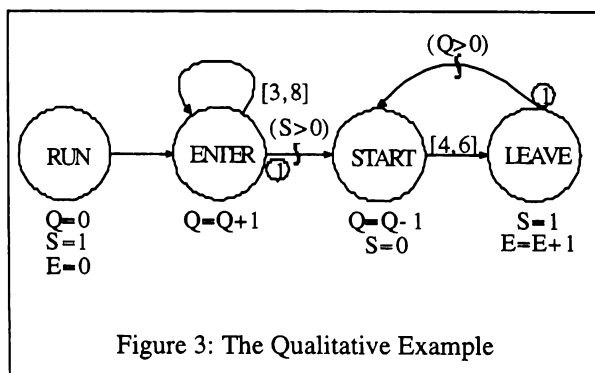 (Q>0)
[3,8]
(S>0)
1
1
RUN
ENTER
START
[4,6]
LEAVE
Q=0
S=1
E=0
Q=Q+1
Q=Q-1
S=0
S=1
E=E+1
Figure 3: The Qualitative Example